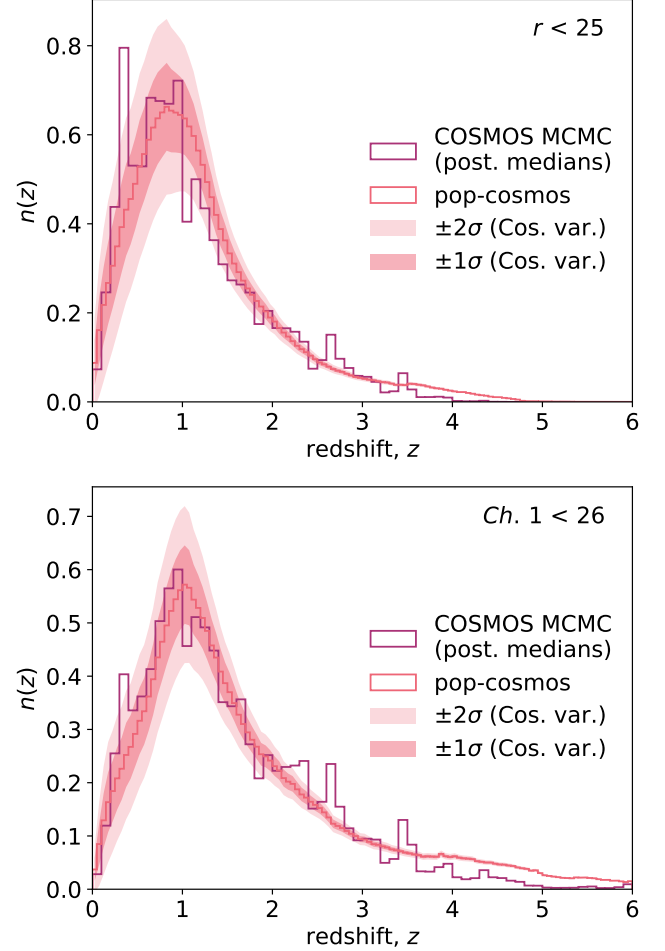 r < 25
0.8
0.6
0.4
0.2
0.0
n(z)
COSMOS MCMC
(post. medians)
pop-cosmos
±2σ (Cos. var.)
±1σ (Cos. var.)
0 1 2 3 4 5 6
redshift, z
Ch. 1 < 26
0.7
0.6
0.5
0.4
0.3
0.2
0.1
0.0
n(z)
COSMOS MCMC
(post. medians)
pop-cosmos
±2σ (Cos. var.)
±1σ (Cos. var.)
0 1 2 3 4 5 6
redshift, z